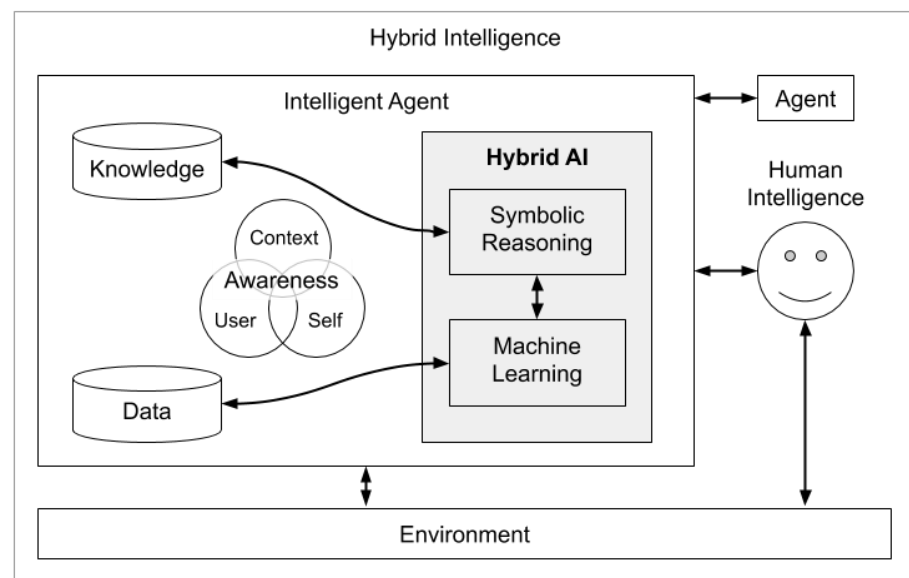 Hybrid Intelligence
Intelligent Agent
Agent
Knowledge
Hybrid AI
Human
Intelligence
Symbolic
Reasoning
Context
Awareness
User
Self
Machine
Learning
Data
Environment